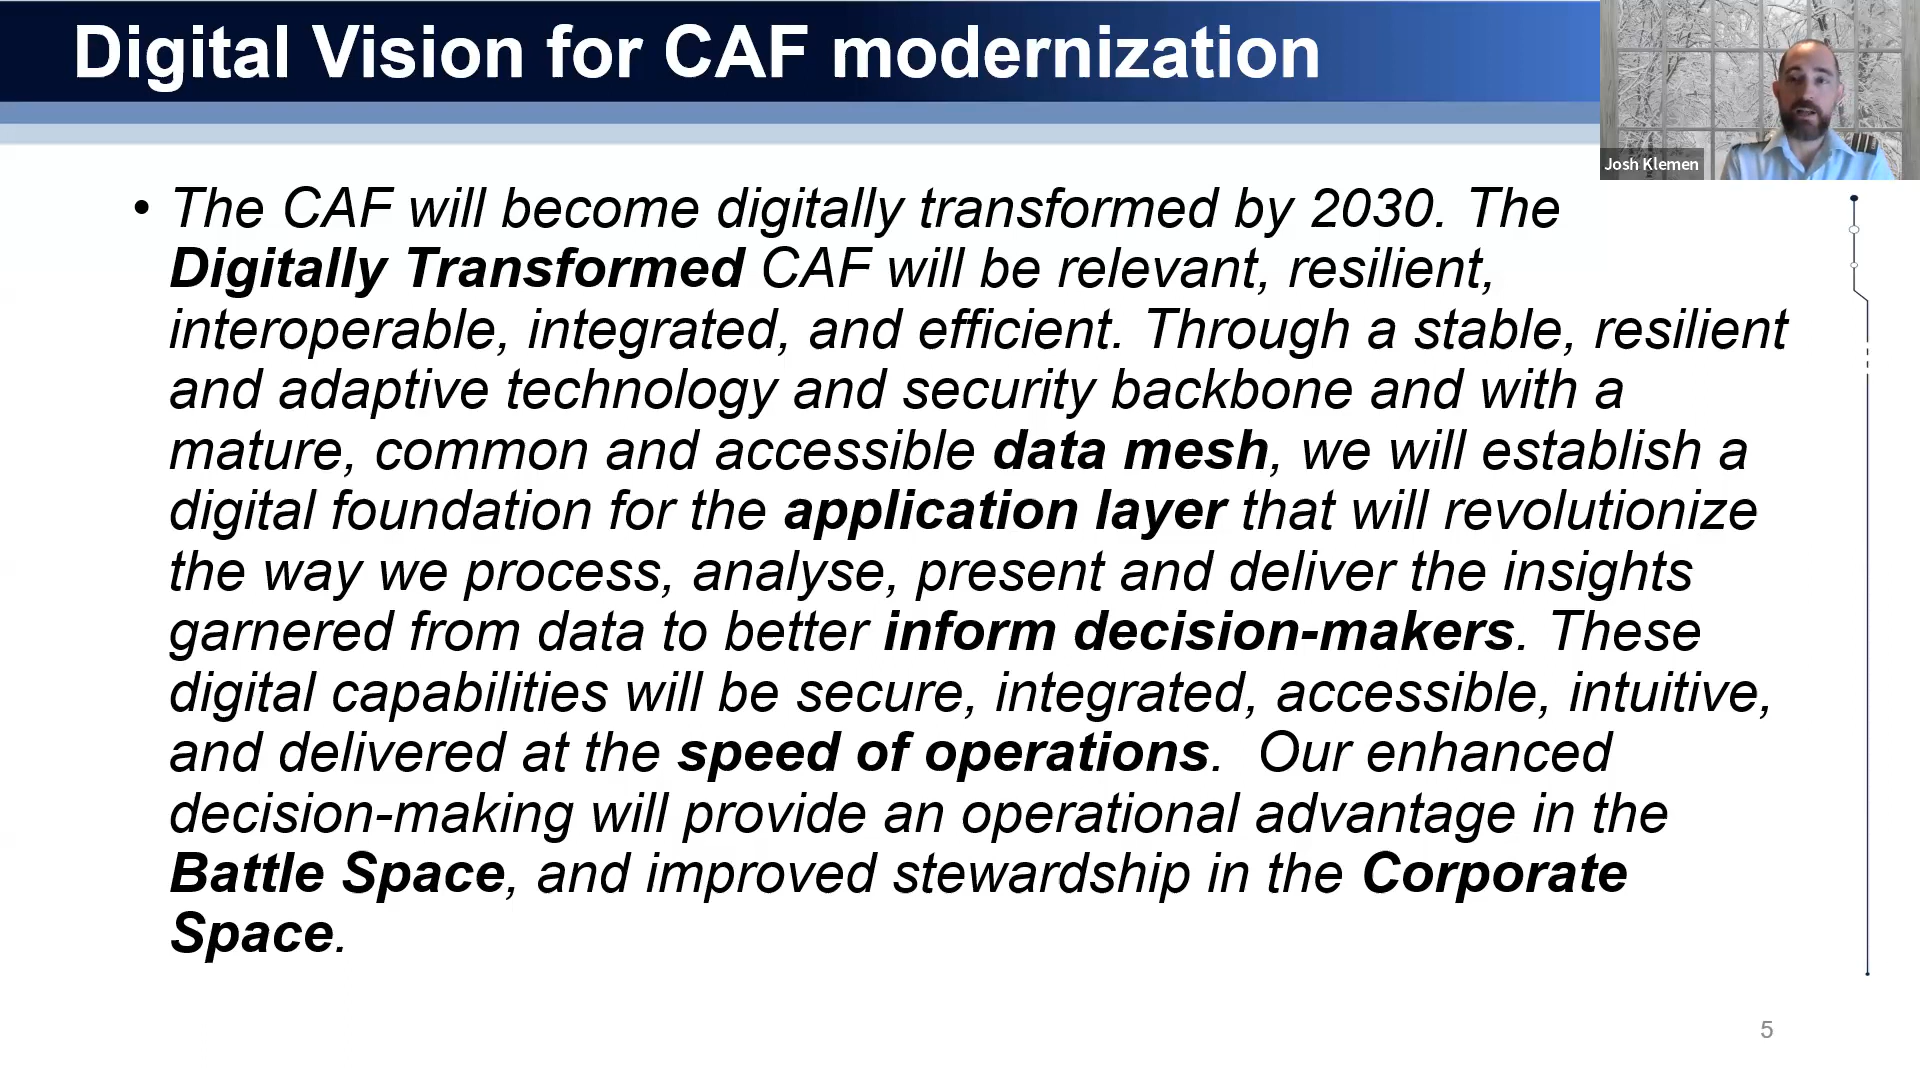 Digital Vision for CAF modernization
Josh Klemen
• The CAF will become digitally transformed by 2030. The
Digitally Transformed CAF will be relevant, resilient,
interoperable, integrated, and efficient. Through a stable, resilient
and adaptive technology and security backbone and with a
mature, common and accessible data mesh, we will establish a
digital foundation for the application layer that will revolutionize
the way we process, analyse, present and deliver the insights
garnered from data to better inform decision-makers. These
digital capabilities will be secure, integrated, accessible, intuitive,
and delivered at the speed of operations.  Our enhanced
decision-making will provide an operational advantage in the
Battle Space, and improved stewardship in the Corporate
Space.
5